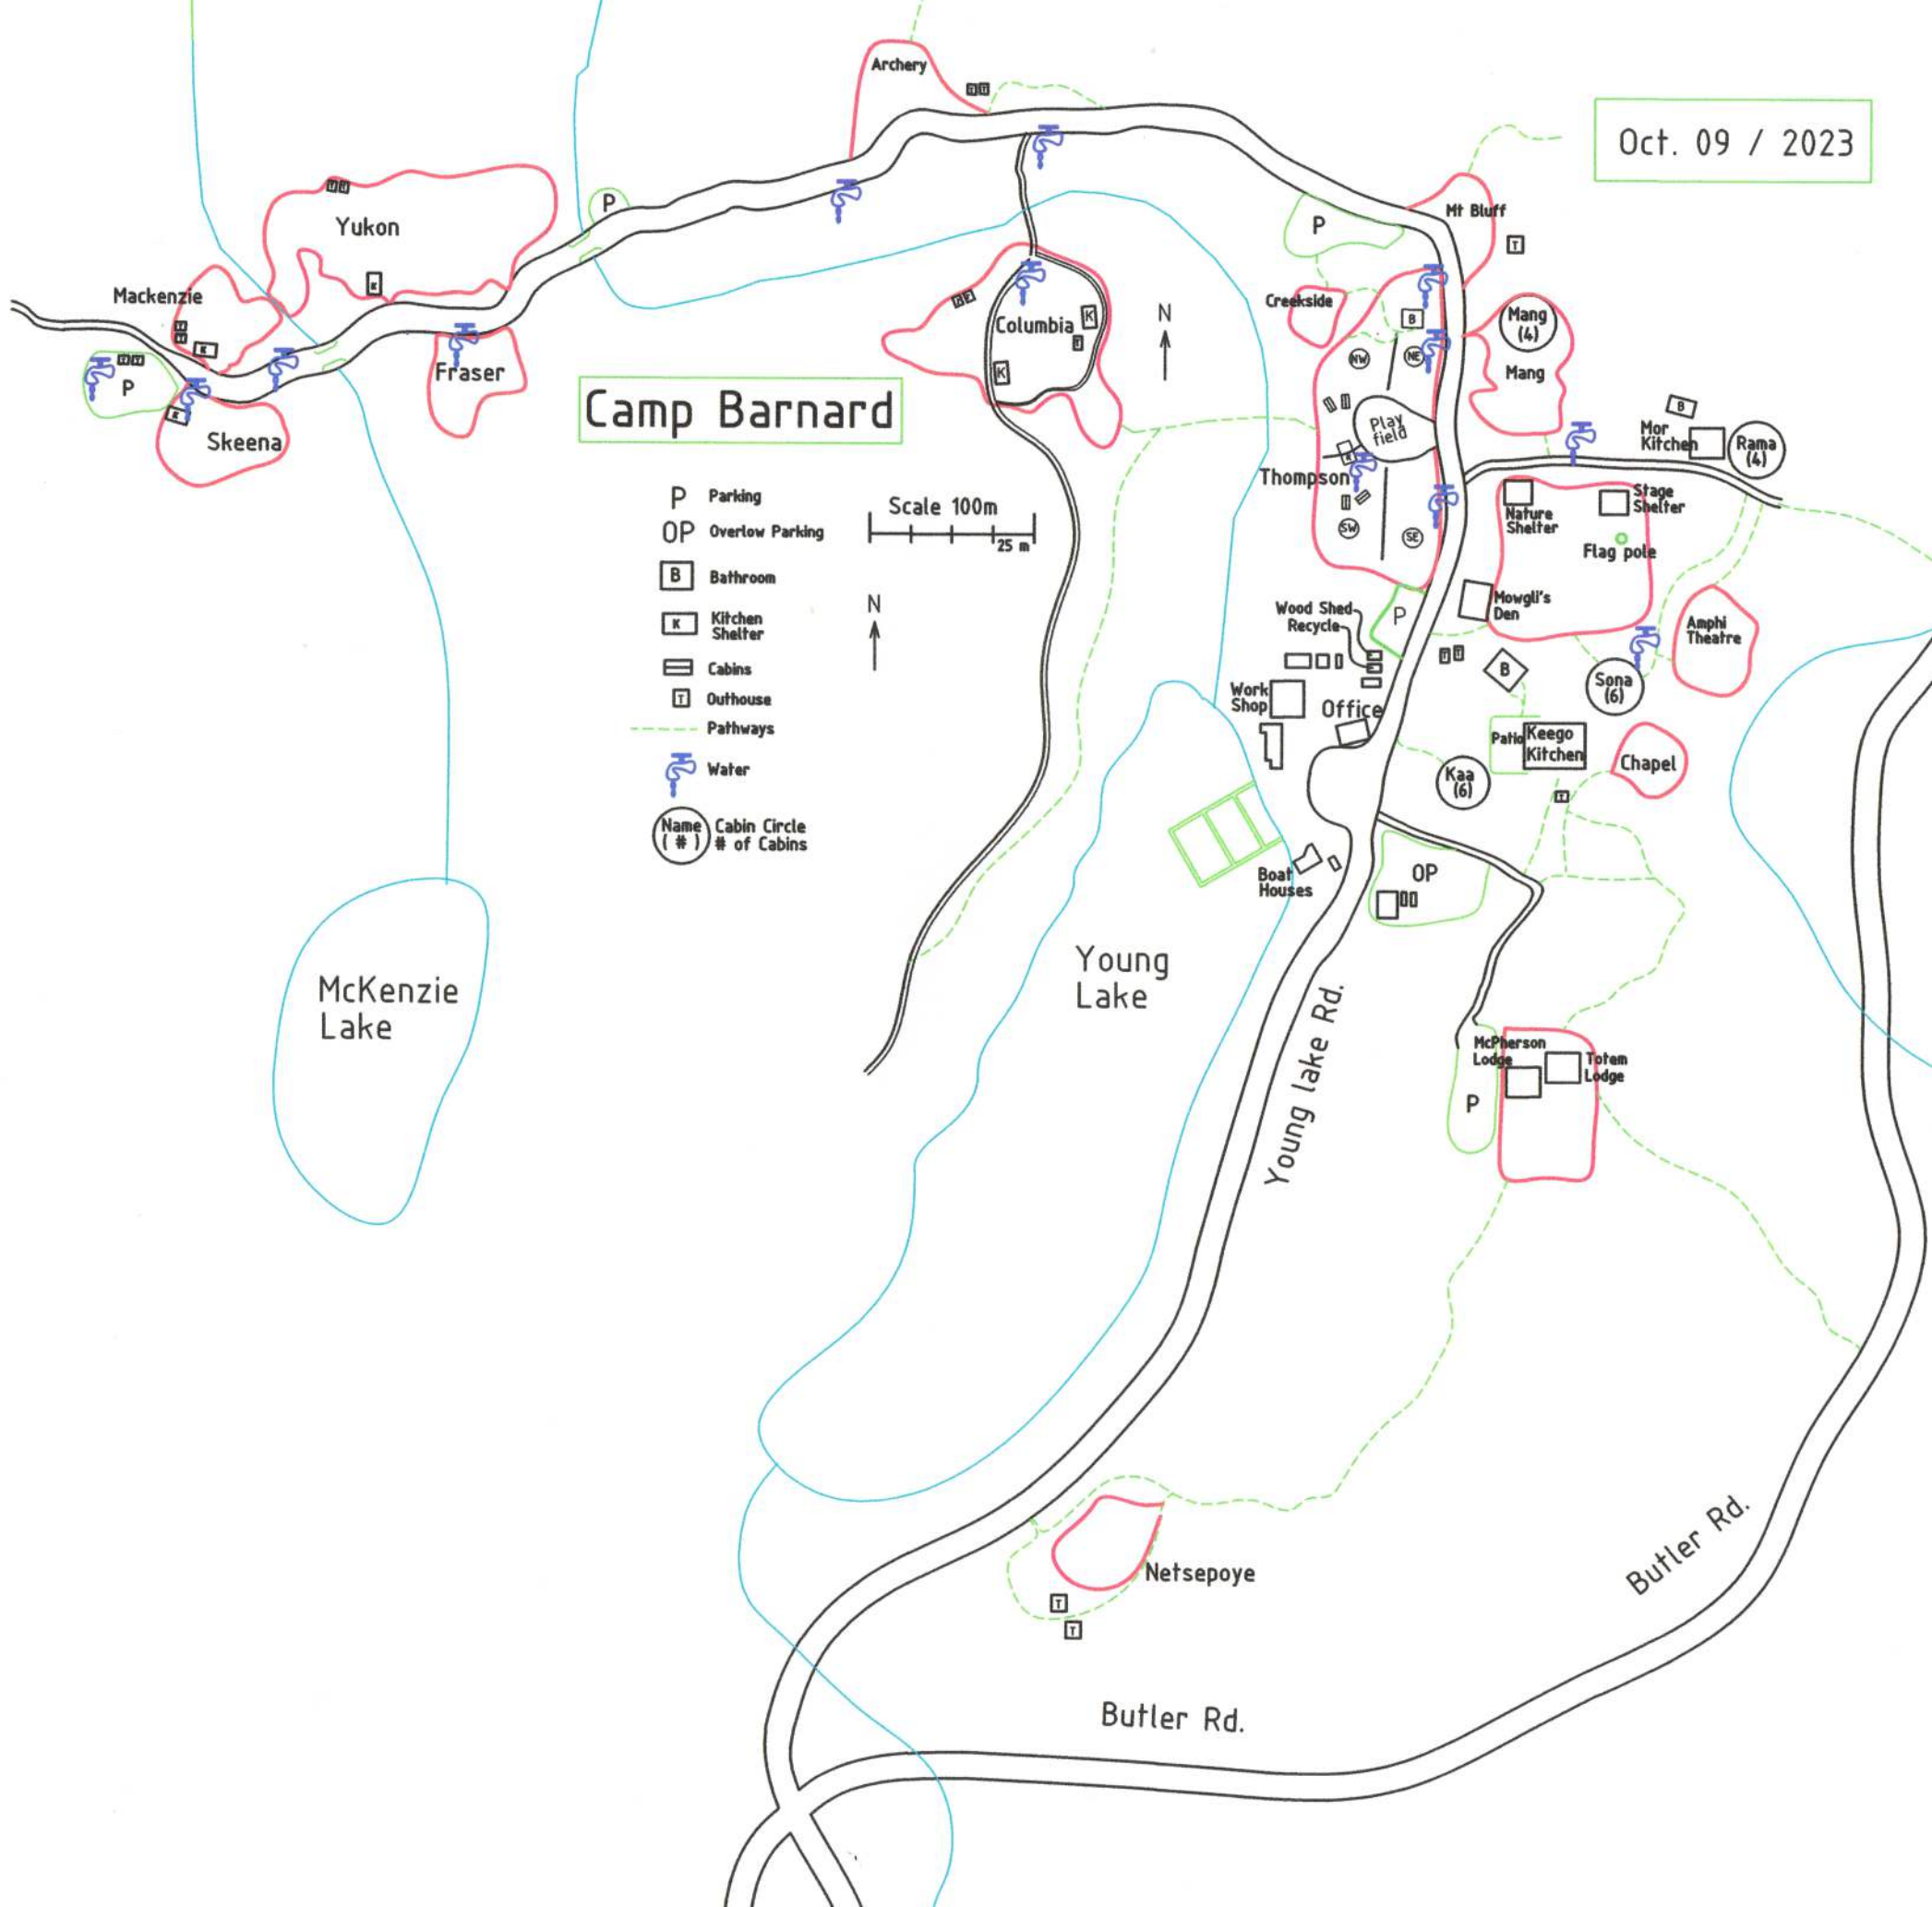 Archery
T T
Oct. 09 / 2023
T T
Yukon
P
Mt Bluff
P
T
K
Mackenzie
Creekside
Mang
(4)
N
Columbia
K
B
T
T
K
T
NW
NE
Mang
T T
P
Fraser
K
K
Camp Barnard
Play
field
B
Skeena
Mor
Kitchen
Rama
(4)
K
Thompson
P Parking
Scale 100m
25 m
Stage
Shelter
Nature
Shelter
OP Overlow Parking
SW
SE
Flag pole
B Bathroom
Mowgli's
Den
N
Wood Shed
Recycle
P
K Kitchen
Shelter
Amphi
Theatre
T T
Cabins
B
Sona
(6)
T Outhouse
Work
Shop
Office
Pathways
Patio
Keego
Kitchen
Chapel
Water
Kaa
(6)
T
Name
( # )
Cabin Circle
# of Cabins
Boat
Houses
OP
McKenzie
Lake
Young
Lake
Young lake Rd.
McPherson
Lodge
Totem
Lodge
P
Netsepoye
T
T
Butler Rd.
Butler Rd.